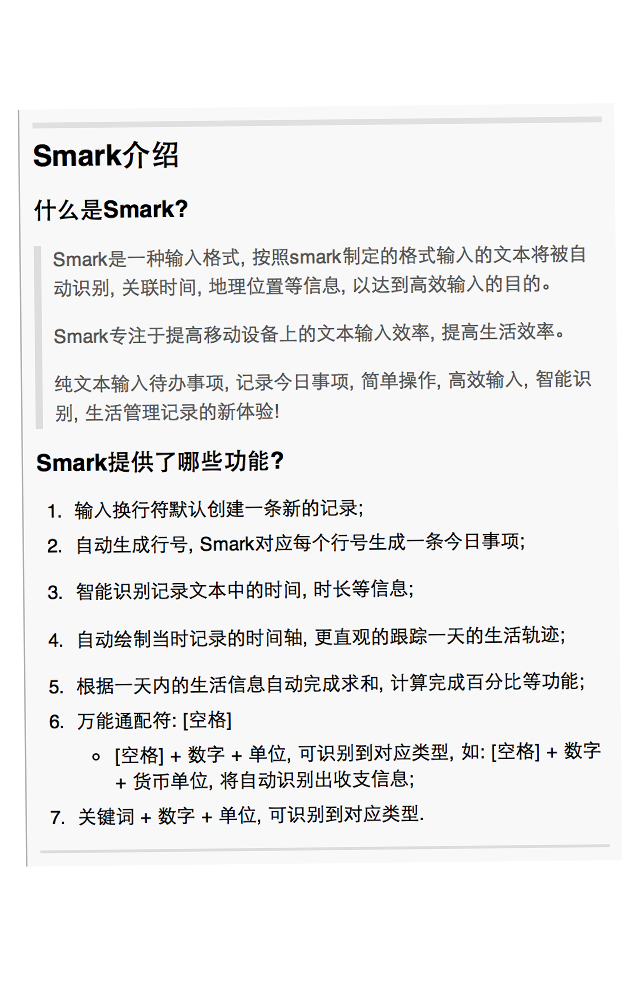 Smark介绍
什么是Smark?
Smark是一种输入格式, 按照smark制定的格式输入的文本将被自
动识别, 关联时间, 地理位置等信息, 以达到高效输入的目的。
Smark专注于提高移动设备上的文本输入效率, 提高生活效率。
纯文本输入待办事项, 记录今日事项, 简单操作, 高效输入, 智能识
别, 生活管理记录的新体验!
Smark提供了哪些功能?
1. 输入换行符默认创建一条新的记录;
2. 自动生成行号, Smark对应每个行号生成一条今日事项;
3. 智能识别记录文本中的时间, 时长等信息;
4. 自动绘制当时记录的时间轴, 更直观的跟踪一天的生活轨迹;
5. 根据一天内的生活信息自动完成求和, 计算完成百分比等功能;
6. 万能通配符: [空格]
[空格] + 数字 + 单位, 可识别到对应类型, 如: [空格] + 数字
+ 货币单位, 将自动识别出收支信息;
7. 关键词 + 数字 + 单位, 可识别到对应类型.